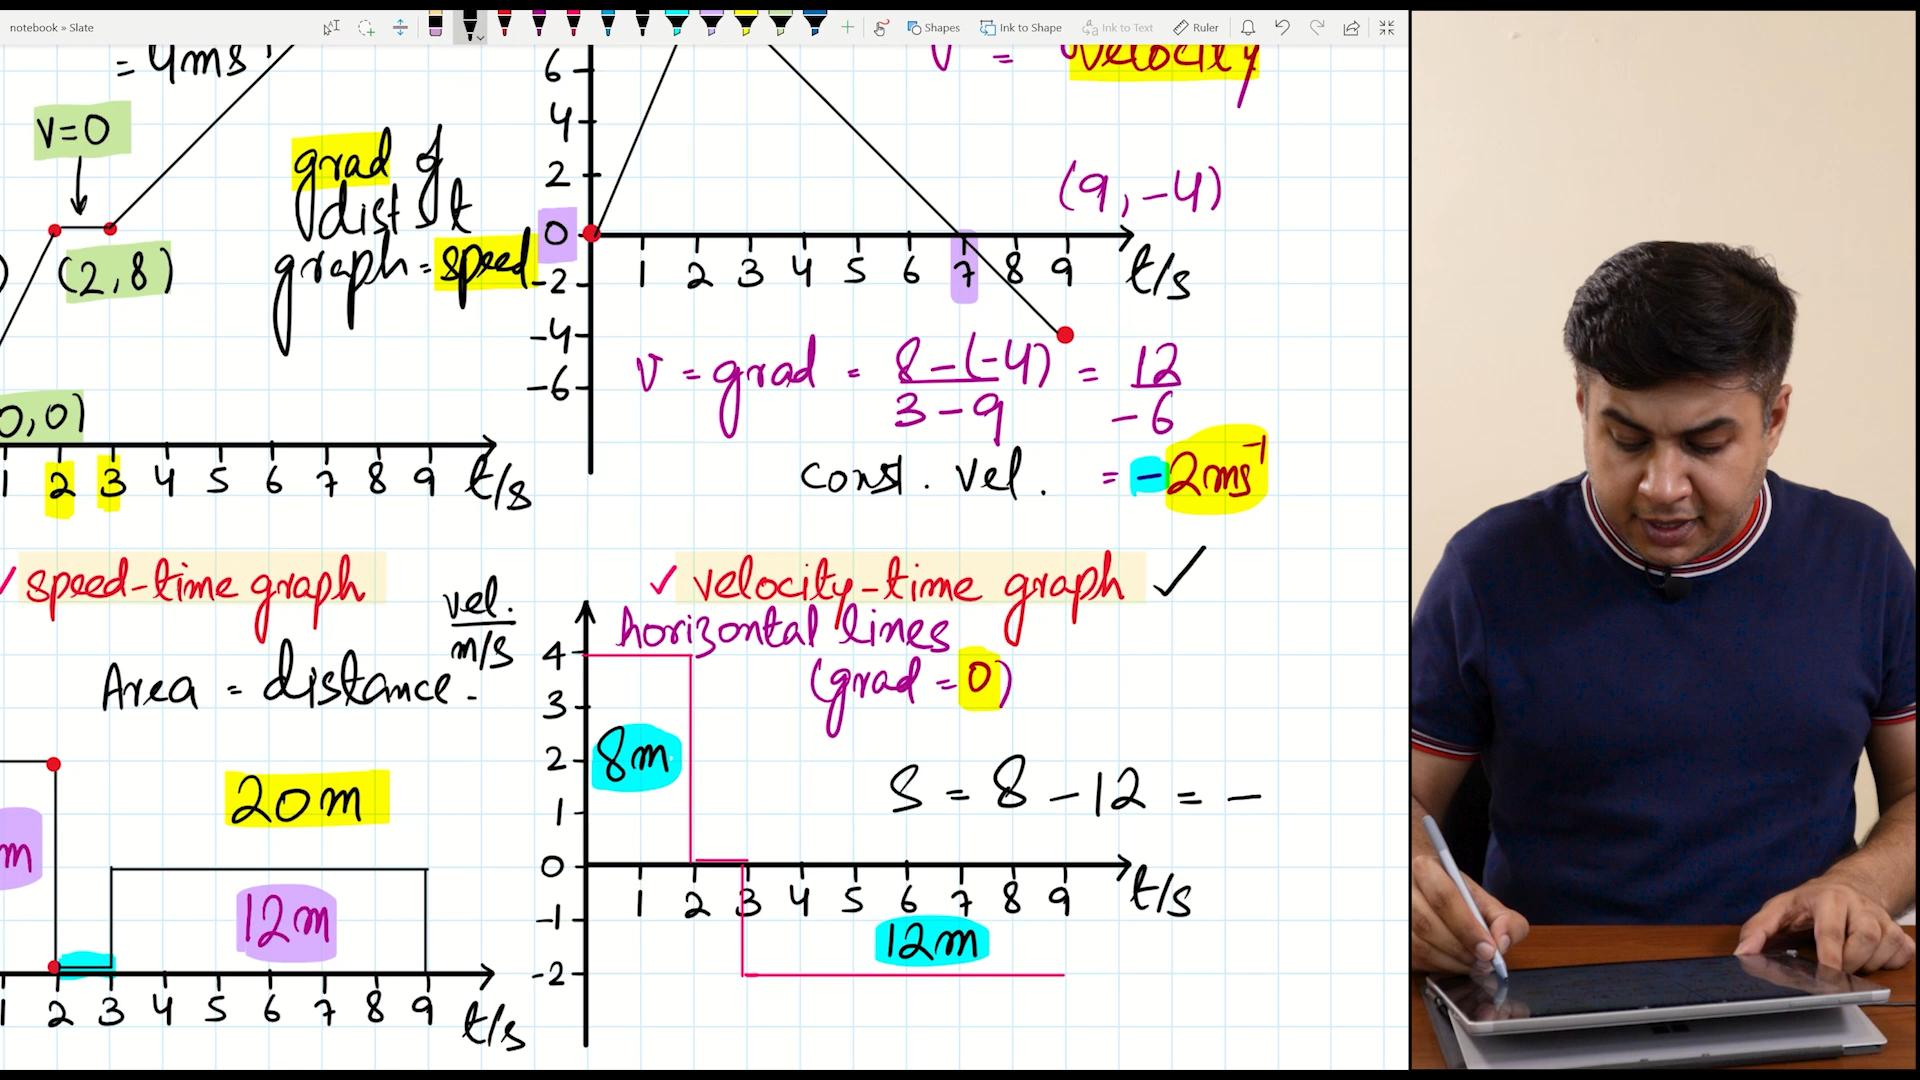 notebook » Slate
Shapes
Ink to Shape
Ink to Text
Ruler
= 4ms
V=0
grad of
dist t
graph = speed
(2,8)
0,0)
1 2 3 4 5 6 7 8 9 t/s
V = velocity
6
4
2
0
-2
-4
-6
1 2 3 4 5 6 7 8 9 t/s
(9,-4)
V = grad = 8-(-4) = 12
3-9 -6
const. vel. = -2ms⁻¹
✓ speed-time graph
Area = distance.
m
20m
12m
1 2 3 4 5 6 7 8 9 t/s
✓ velocity-time graph ✓
vel.
m/s
horizontal lines
(grad = 0)
4
3
2
1
0
-1
-2
8m
S = 8 - 12 = -
1 2 3 4 5 6 7 8 9 t/s
12m